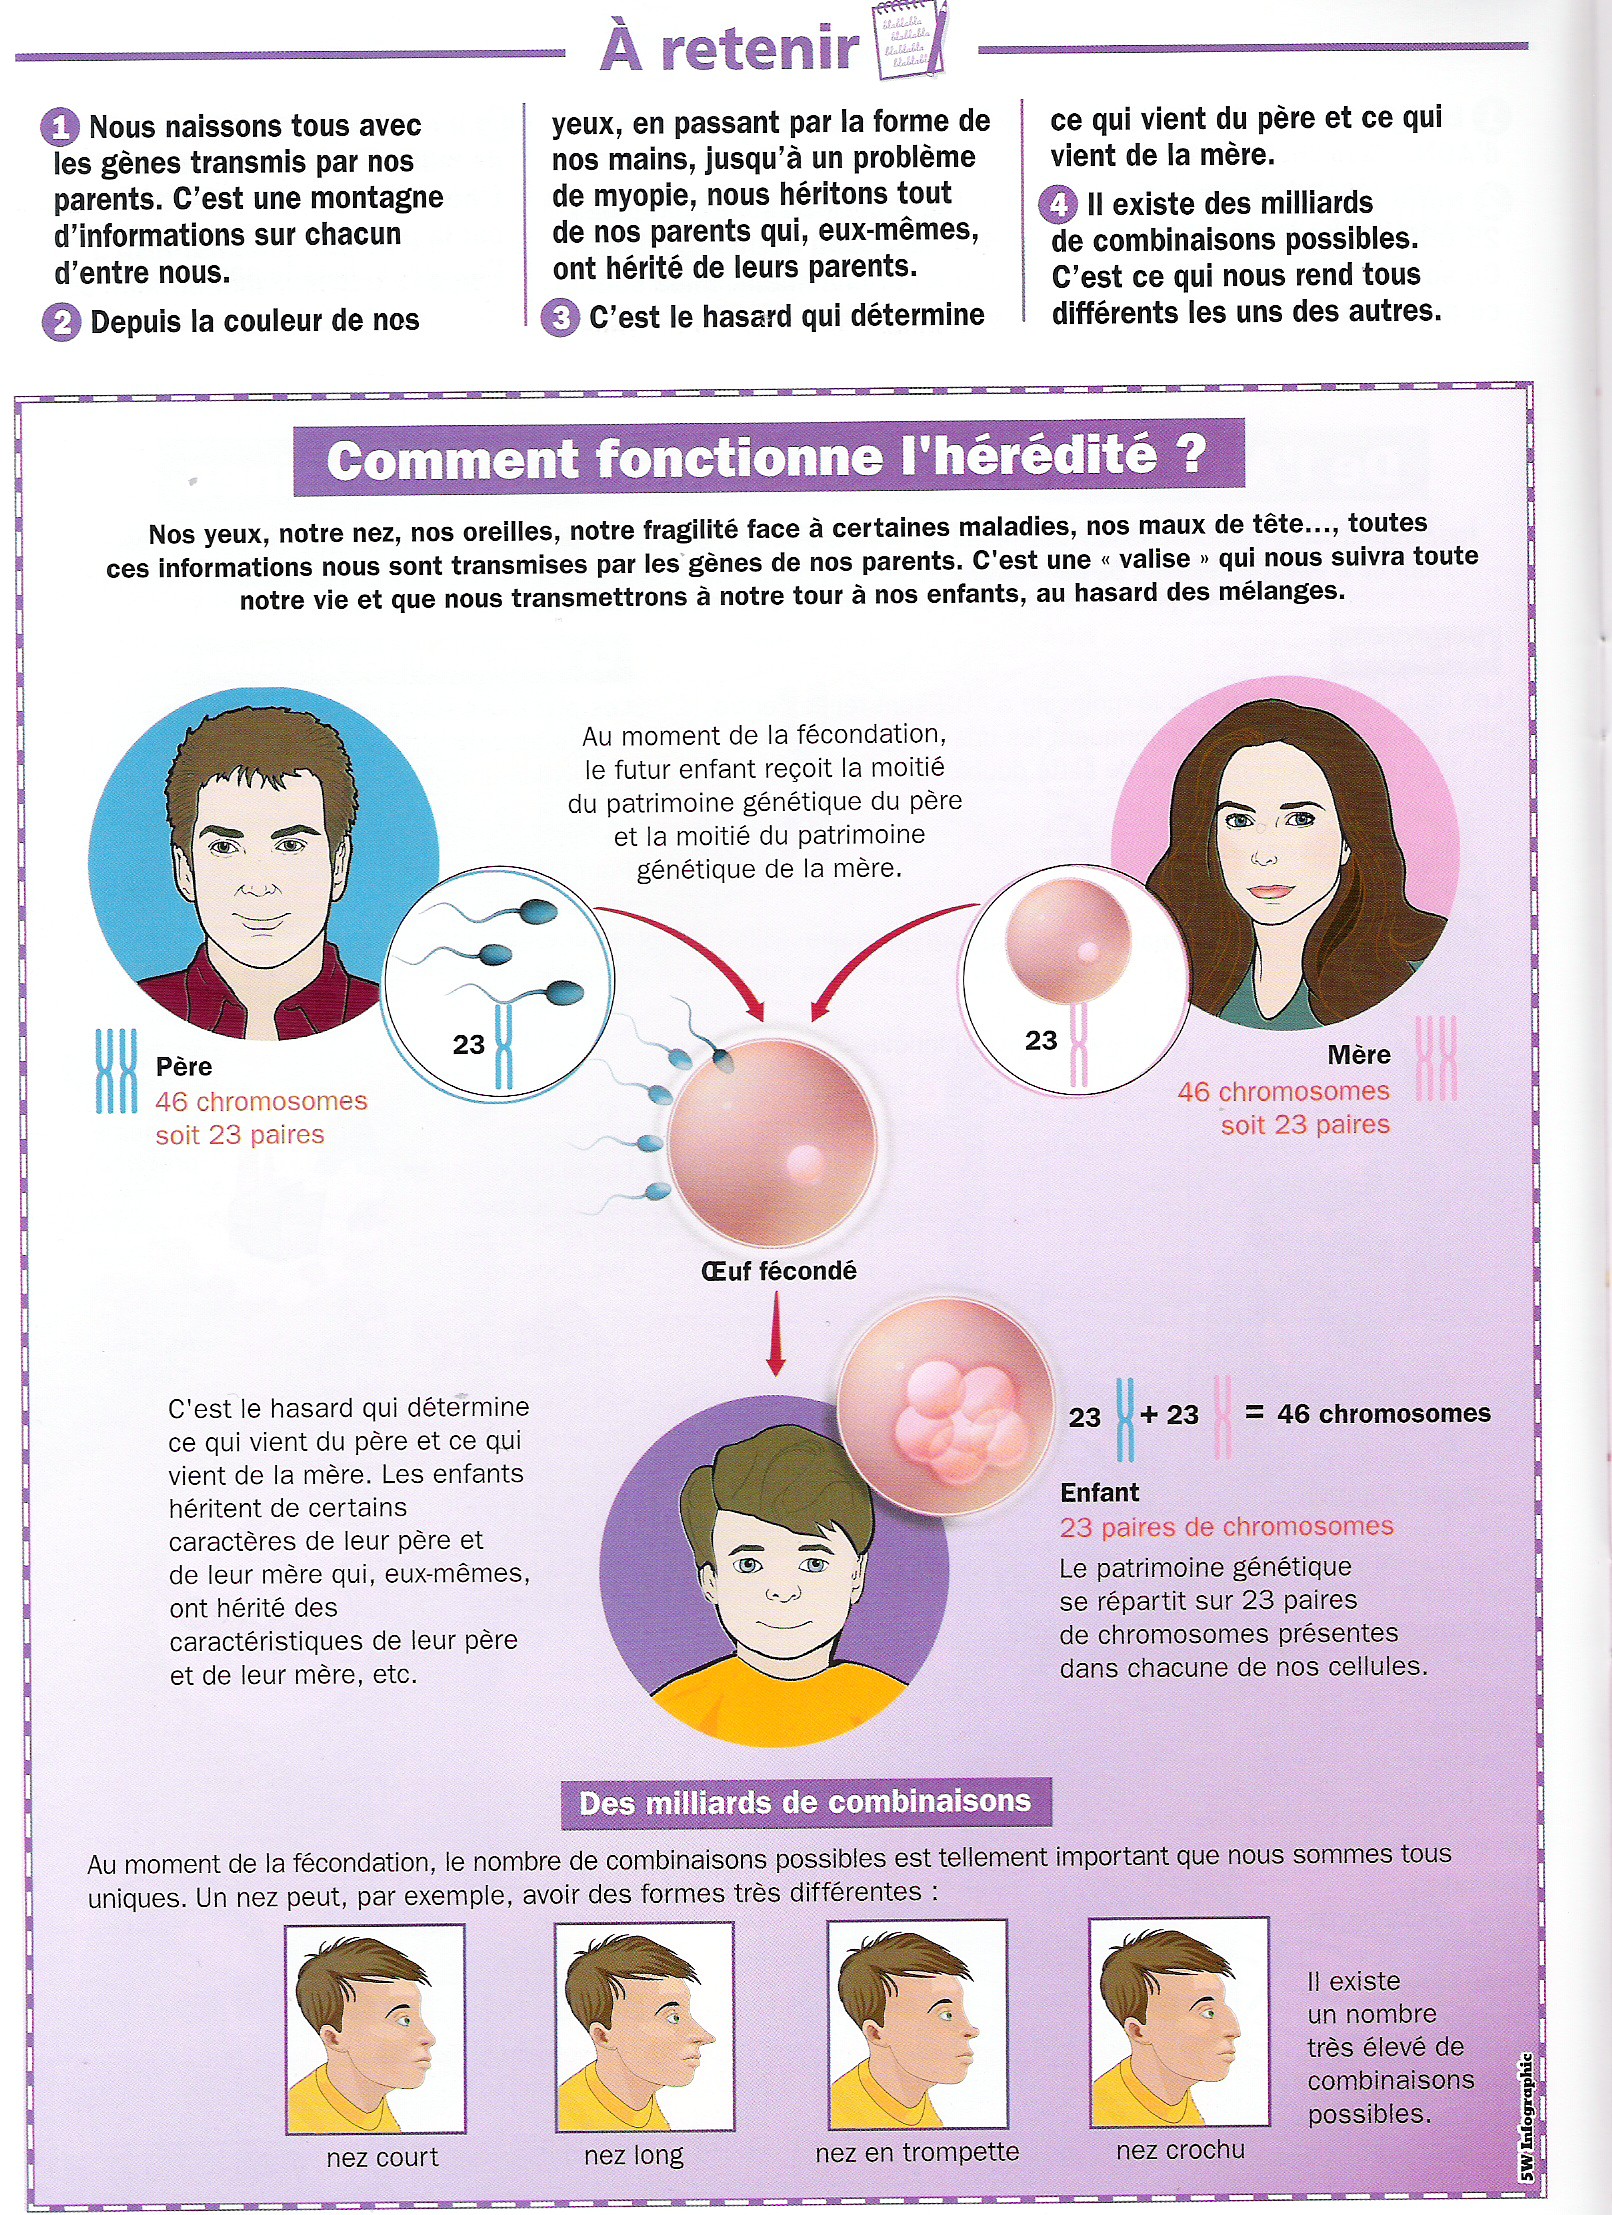 À retenir
blablabla
blablabla
blablabla
blablabla
1 Nous naissons tous avec
les gènes transmis par nos
parents. C'est une montagne
d'informations sur chacun
d'entre nous.
2 Depuis la couleur de nos
yeux, en passant par la forme de
nos mains, jusqu'à un problème
de myopie, nous héritons tout
de nos parents qui, eux-mêmes,
ont hérité de leurs parents.
3 C'est le hasard qui détermine
ce qui vient du père et ce qui
vient de la mère.
4 Il existe des milliards
de combinaisons possibles.
C'est ce qui nous rend tous
différents les uns des autres.
Comment fonctionne l'hérédité ?
Nos yeux, notre nez, nos oreilles, notre fragilité face à certaines maladies, nos maux de tête..., toutes
ces informations nous sont transmises par les gènes de nos parents. C'est une « valise » qui nous suivra toute
notre vie et que nous transmettrons à notre tour à nos enfants, au hasard des mélanges.
Au moment de la fécondation,
le futur enfant reçoit la moitié
du patrimoine génétique du père
et la moitié du patrimoine
génétique de la mère.
23
Père
46 chromosomes
soit 23 paires
23
Mère
46 chromosomes
soit 23 paires
Œuf fécondé
C'est le hasard qui détermine
ce qui vient du père et ce qui
vient de la mère. Les enfants
héritent de certains
caractères de leur père et
de leur mère qui, eux-mêmes,
ont hérité des
caractéristiques de leur père
et de leur mère, etc.
23 + 23 = 46 chromosomes
Enfant
23 paires de chromosomes
Le patrimoine génétique
se répartit sur 23 paires
de chromosomes présentes
dans chacune de nos cellules.
Des milliards de combinaisons
Au moment de la fécondation, le nombre de combinaisons possibles est tellement important que nous sommes tous
uniques. Un nez peut, par exemple, avoir des formes très différentes :
nez court
nez long
nez en trompette
nez crochu
Il existe
un nombre
très élevé de
combinaisons
possibles.
5W Infographic